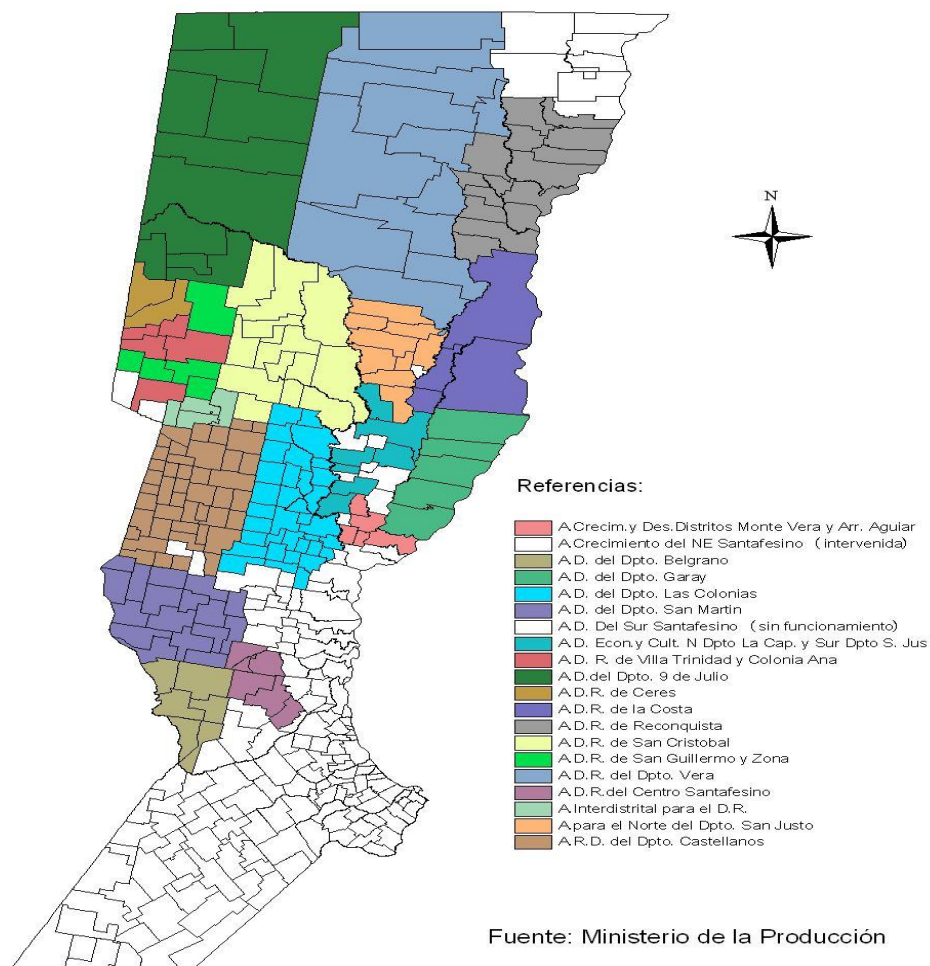 N
Referencias:
A.Crecim.y Des.Distritos Monte Vera y Arr. Aguiar
A.Crecimiento del NE Santafesino (intervenida)
A.D. del Dpto. Belgrano
A.D. del Dpto. Garay
A.D. del Dpto. Las Colonias
A.D. del Dpto. San Martin
A.D. Del Sur Santafesino (sin funcionamiento)
A.D. Econ.y Cult. N Dpto La Cap. y Sur Dpto S. Jus
A.D. R. de Villa Trinidad y Colonia Ana
A.D.del Dpto. 9 de Julio
A.D.R. de Ceres
A.D.R. de la Costa
A.D.R. de Reconquista
A.D.R. de San Cristobal
A.D.R. de San Guillermo y Zona
A.D.R. del Dpto. Vera
A.D.R.del Centro Santafesino
A.Interdistrital para el D.R.
A.para el Norte del Dpto. San Justo
A.R.D. del Dpto. Castellanos
Fuente: Ministerio de la Producción